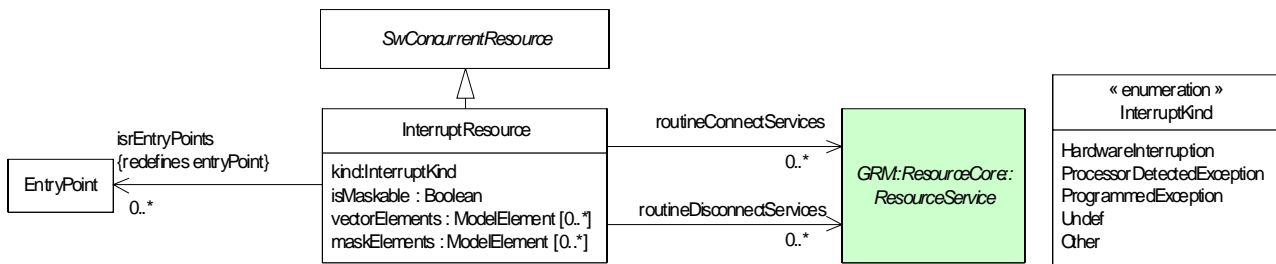 SwConcurrentResource
isrEntryPoints
{redefines entryPoint}
EntryPoint
0..*
InterruptResource
kind:InterruptKind
isMaskable : Boolean
vectorElements : ModelElement [0..*]
maskElements : ModelElement [0..*]
routineConnectServices
0..*
routineDisconnectServices
0..*
GRM::ResourceCore::
ResourceService
« enumeration »
InterruptKind
HardwareInterruption
ProcessorDetectedException
ProgrammedException
Undef
Other